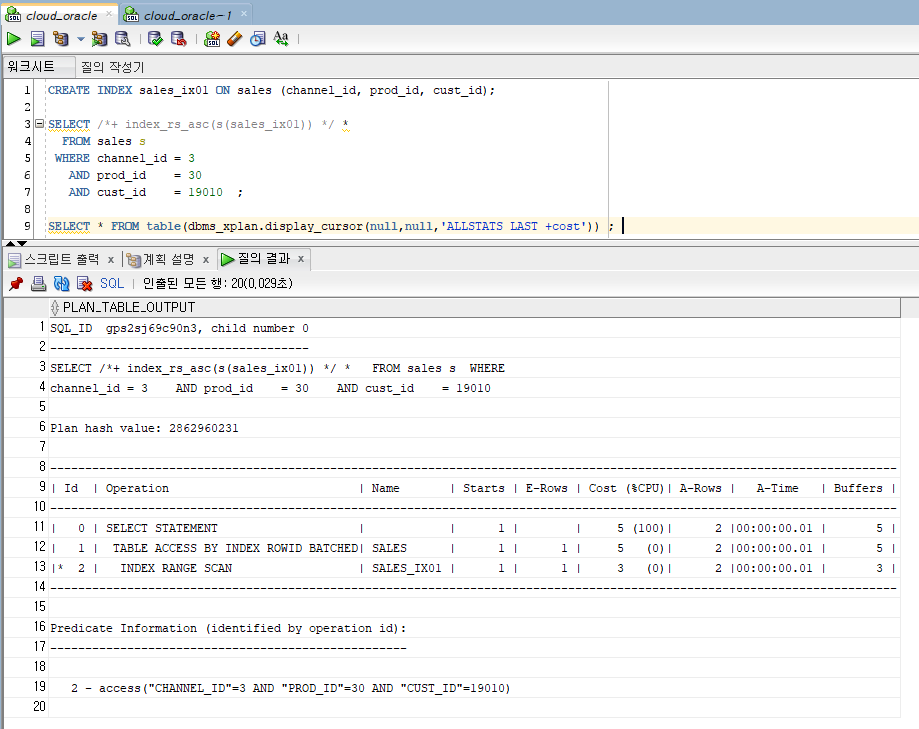 cloud_oracle × cloud_oracle~1 ×
워크시트 질의 작성기
1 CREATE INDEX sales_ix01 ON sales (channel_id, prod_id, cust_id);
2
3 SELECT /*+ index_rs_asc(s(sales_ix01)) */ *
4 FROM sales s
5 WHERE channel_id = 3
6 AND prod_id    = 30
7 AND cust_id    = 19010  ;
8
9 SELECT * FROM table(dbms_xplan.display_cursor(null,null,'ALLSTATS LAST +cost')) ;
스크립트 출력 × 계획 설명 × 질의 결과 ×
SQL | 인출된 모든 행: 20(0,029초)
PLAN_TABLE_OUTPUT
1 SQL_ID  gps2sj69c90n3, child number 0
2 -------------------------------------
3 SELECT /*+ index_rs_asc(s(sales_ix01)) */ *   FROM sales s  WHERE
4 channel_id = 3    AND prod_id    = 30    AND cust_id    = 19010
5
6 Plan hash value: 2862960231
7
8 -------------------------------------------------------------------------------------------------------------------------
9 | Id  | Operation                           | Name       | Starts | E-Rows | Cost (%CPU)| A-Rows |   A-Time   | Buffers |
10 -------------------------------------------------------------------------------------------------------------------------
11 |   0 | SELECT STATEMENT                    |            |      1 |        |     5 (100)|      2 |00:00:00.01 |       5 |
12 |   1 |  TABLE ACCESS BY INDEX ROWID BATCHED| SALES      |      1 |      1 |     5   (0)|      2 |00:00:00.01 |       5 |
13 |*  2 |   INDEX RANGE SCAN                  | SALES_IX01 |      1 |      1 |     3   (0)|      2 |00:00:00.01 |       3 |
14 -------------------------------------------------------------------------------------------------------------------------
15
16 Predicate Information (identified by operation id):
17 ---------------------------------------------------
18
19    2 - access("CHANNEL_ID"=3 AND "PROD_ID"=30 AND "CUST_ID"=19010)
20